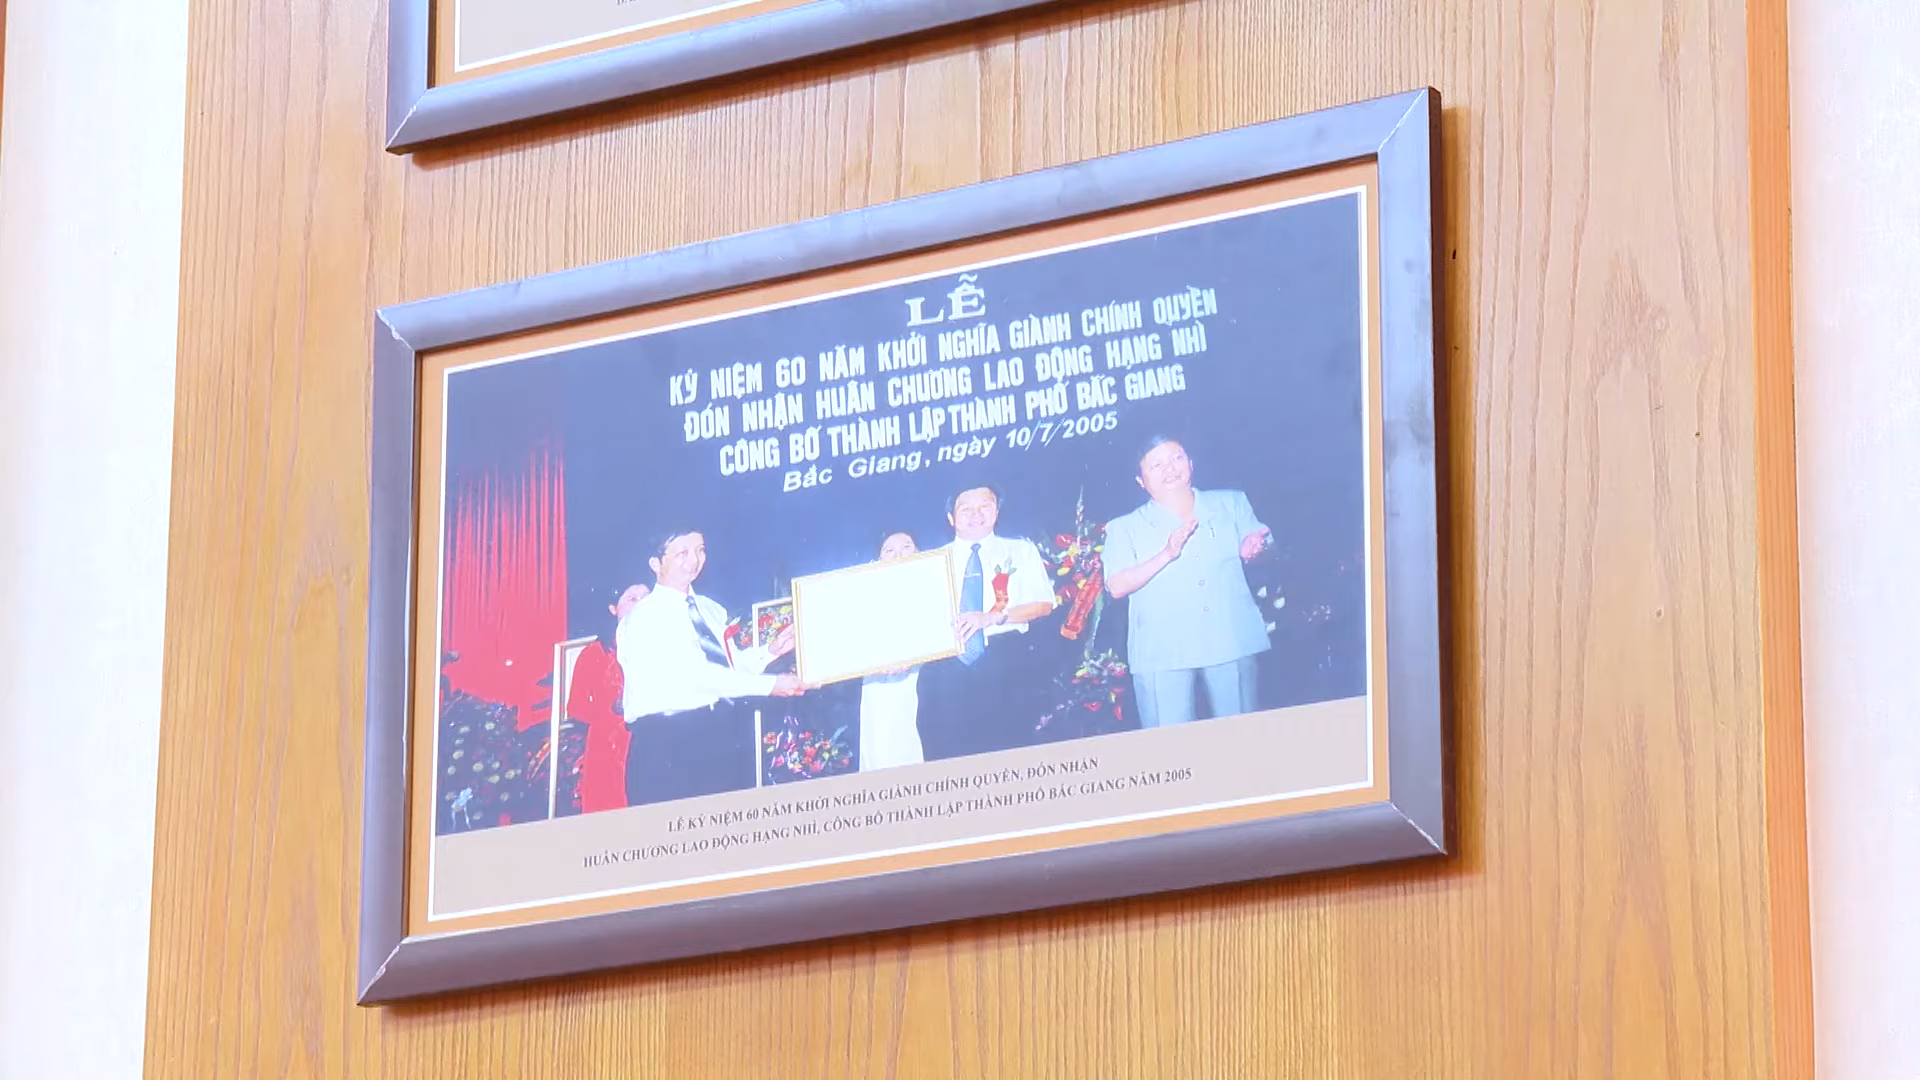 LỄ
KỶ NIỆM 60 NĂM KHỞI NGHĨA GIÀNH CHÍNH QUYỀN
ĐÓN NHẬN HUÂN CHƯƠNG LAO ĐỘNG HẠNG NHÌ
CÔNG BỐ THÀNH LẬP THÀNH PHỐ BẮC GIANG
Bắc Giang, ngày 10/7/2005
LỄ KỶ NIỆM 60 NĂM KHỞI NGHĨA GIÀNH CHÍNH QUYỀN, ĐÓN NHẬN
HUÂN CHƯƠNG LAO ĐỘNG HẠNG NHÌ, CÔNG BỐ THÀNH LẬP THÀNH PHỐ BẮC GIANG NĂM 2005